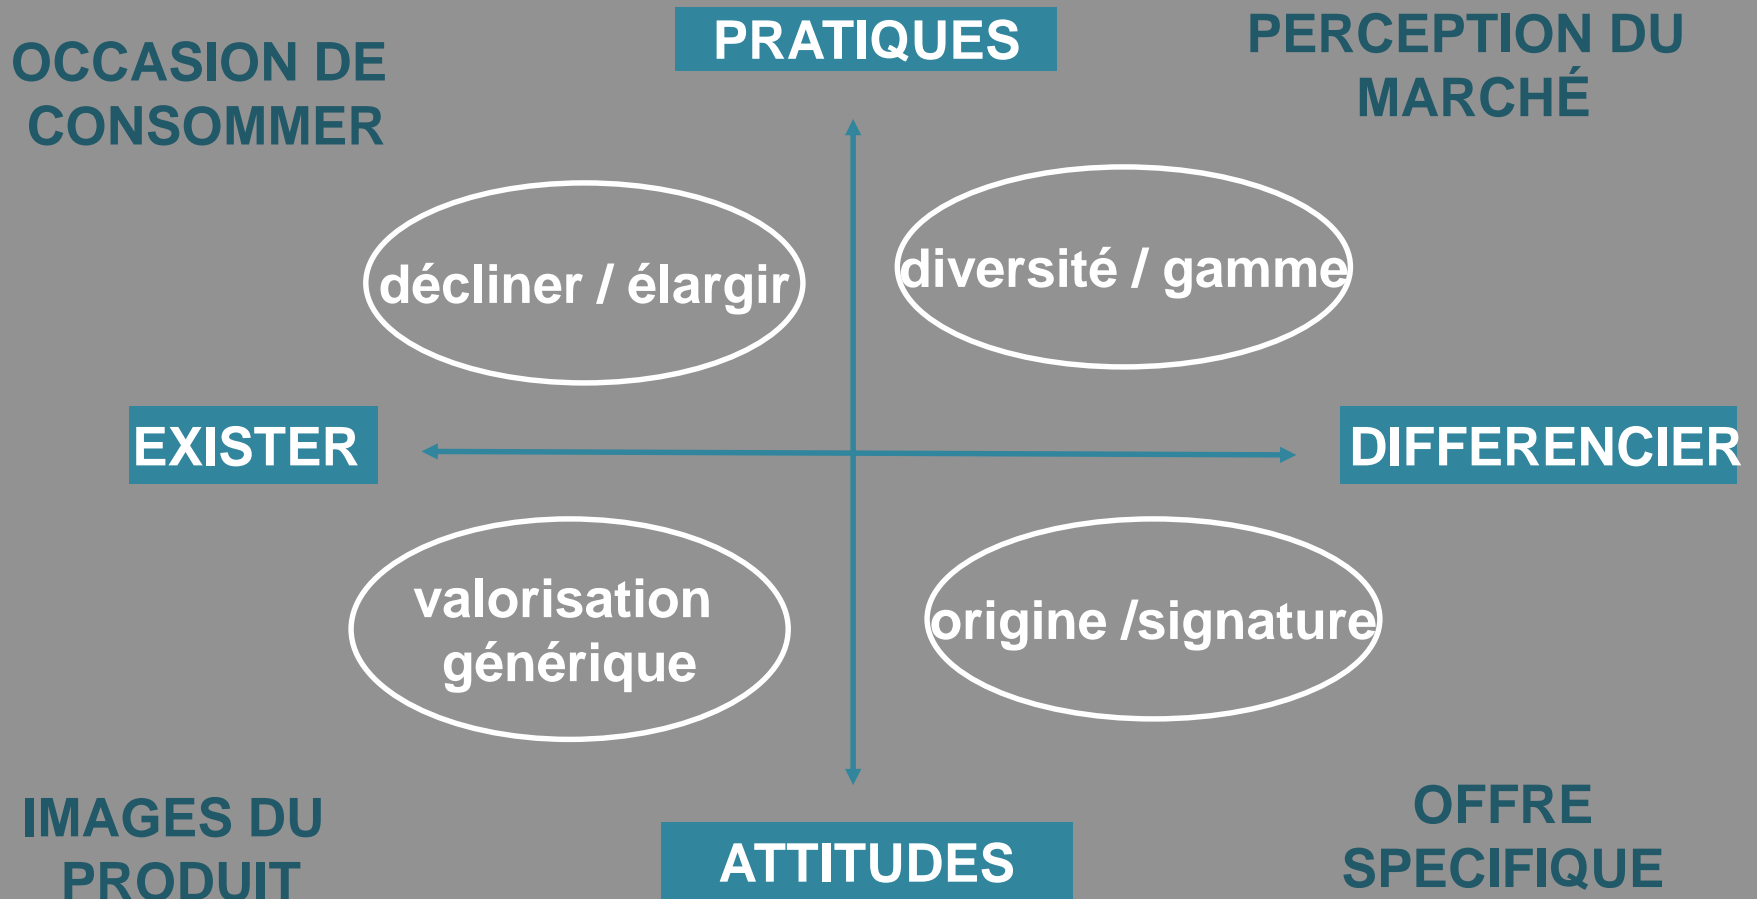 PRATIQUES
OCCASION DE
CONSOMMER
PERCEPTION DU
MARCHÉ
décliner / élargir
diversité / gamme
EXISTER
DIFFERENCIER
valorisation
générique
origine /signature
IMAGES DU
PRODUIT
ATTITUDES
OFFRE
SPECIFIQUE